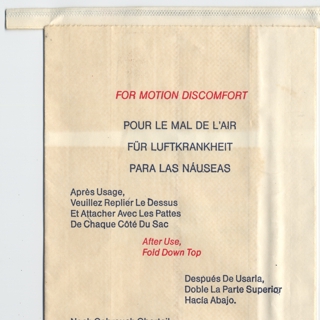 FOR MOTION DISCOMFORT
POUR LE MAL DE L'AIR
FÜR LUFTKRANKHEIT
PARA LAS NÁUSEAS
Après Usage,
Veuillez Replier Le Dessus
Et Attacher Avec Les Pattes
De Chaque Côté Du Sac
After Use,
Fold Down Top
Después De Usarla,
Doble La Parte Superior
Hacía Abajo.